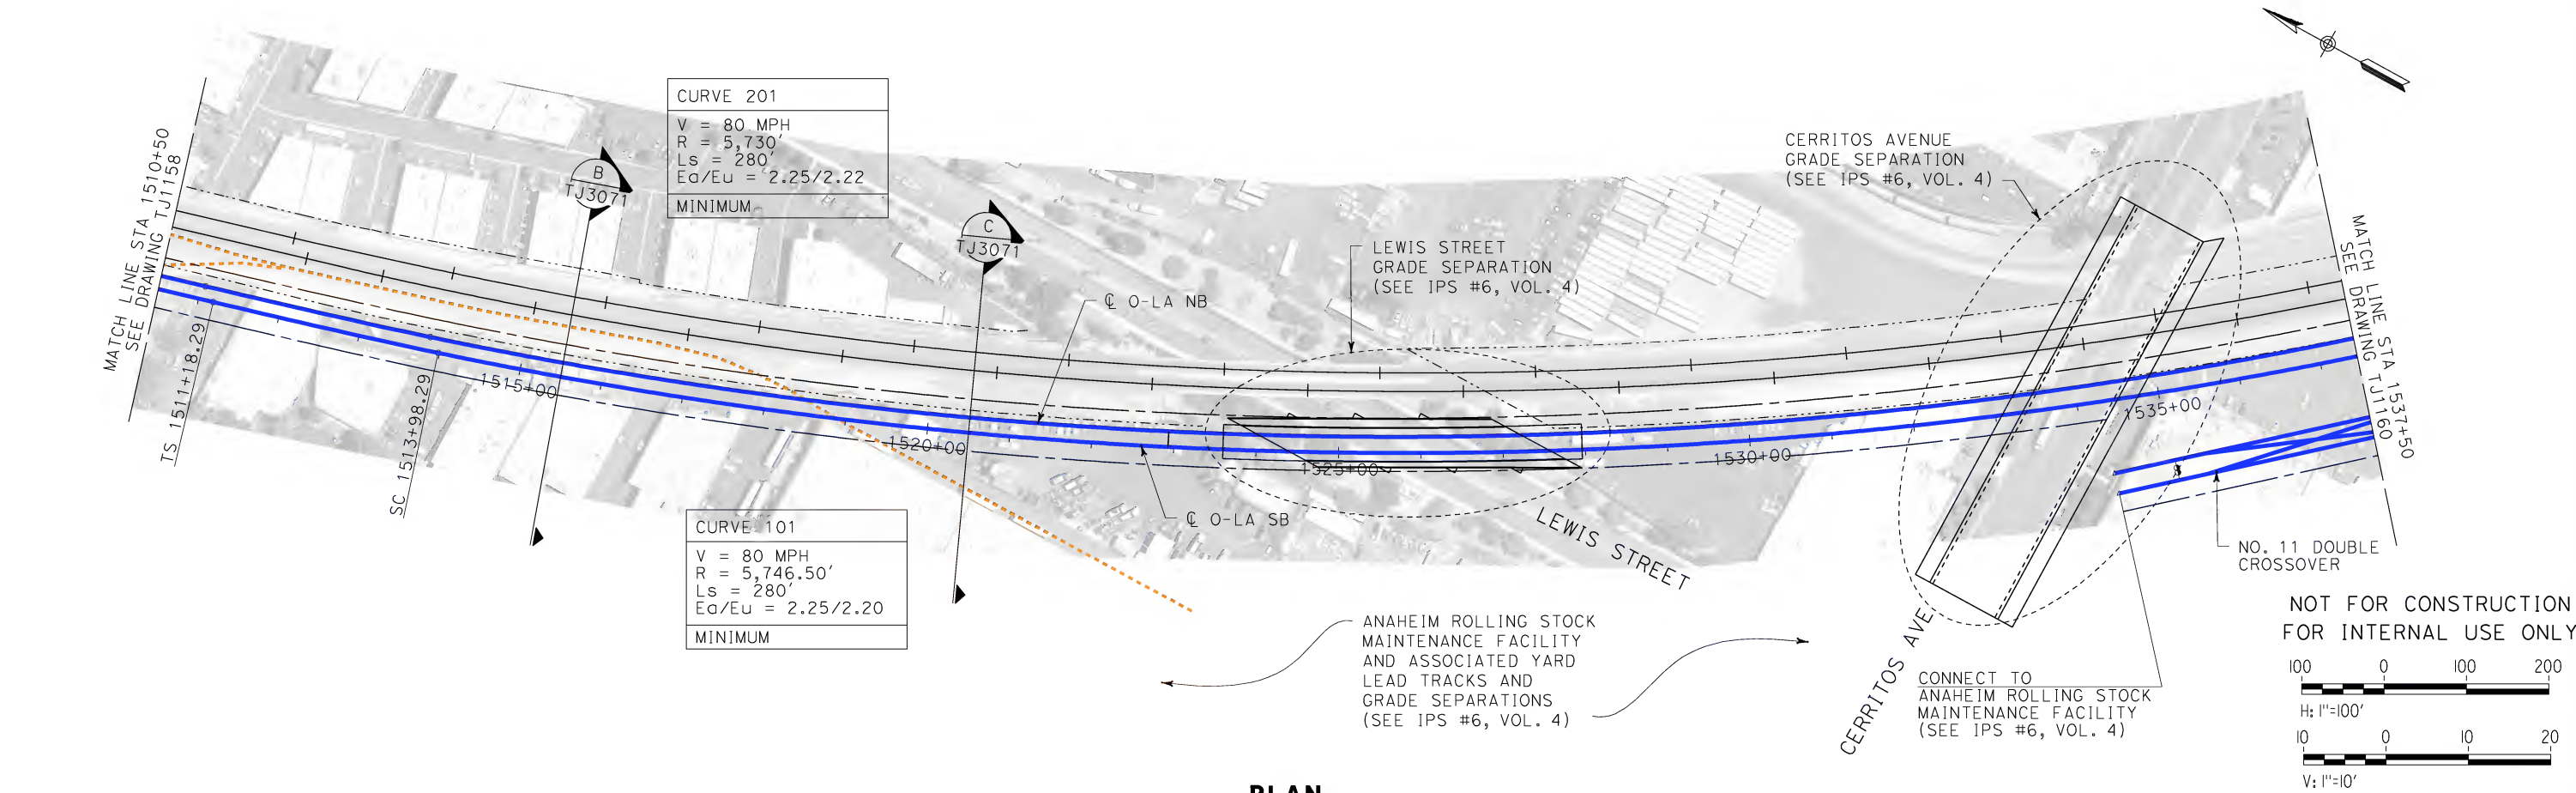 MATCH LINE STA 1510+50
SEE DRAWING TJ1158
TS 1511+18.29
SC 1513+98.29
B
TJ3071
CURVE 201
V = 80 MPH
R = 5,730'
Ls = 280'
Ea/Eu = 2.25/2.22
MINIMUM
C
TJ3071
℄ O-LA NB
LEWIS STREET
GRADE SEPARATION
(SEE IPS #6, VOL. 4)
CERRITOS AVENUE
GRADE SEPARATION
(SEE IPS #6, VOL. 4)
MATCH LINE STA 1537+50
SEE DRAWING TJ1160
1515+00
1520+00
1525+00
1530+00
1535+00
CURVE 101
V = 80 MPH
R = 5,746.50'
Ls = 280'
Ea/Eu = 2.25/2.20
MINIMUM
℄ O-LA SB
LEWIS STREET
ANAHEIM ROLLING STOCK
MAINTENANCE FACILITY
AND ASSOCIATED YARD
LEAD TRACKS AND
GRADE SEPARATIONS
(SEE IPS #6, VOL. 4)
CERRITOS AVE
CONNECT TO
ANAHEIM ROLLING STOCK
MAINTENANCE FACILITY
(SEE IPS #6, VOL. 4)
NO. 11 DOUBLE
CROSSOVER
NOT FOR CONSTRUCTION
FOR INTERNAL USE ONLY
100 0 100 200
H: 1"=100'
10 0 10 20
V: 1"=10'
PLAN